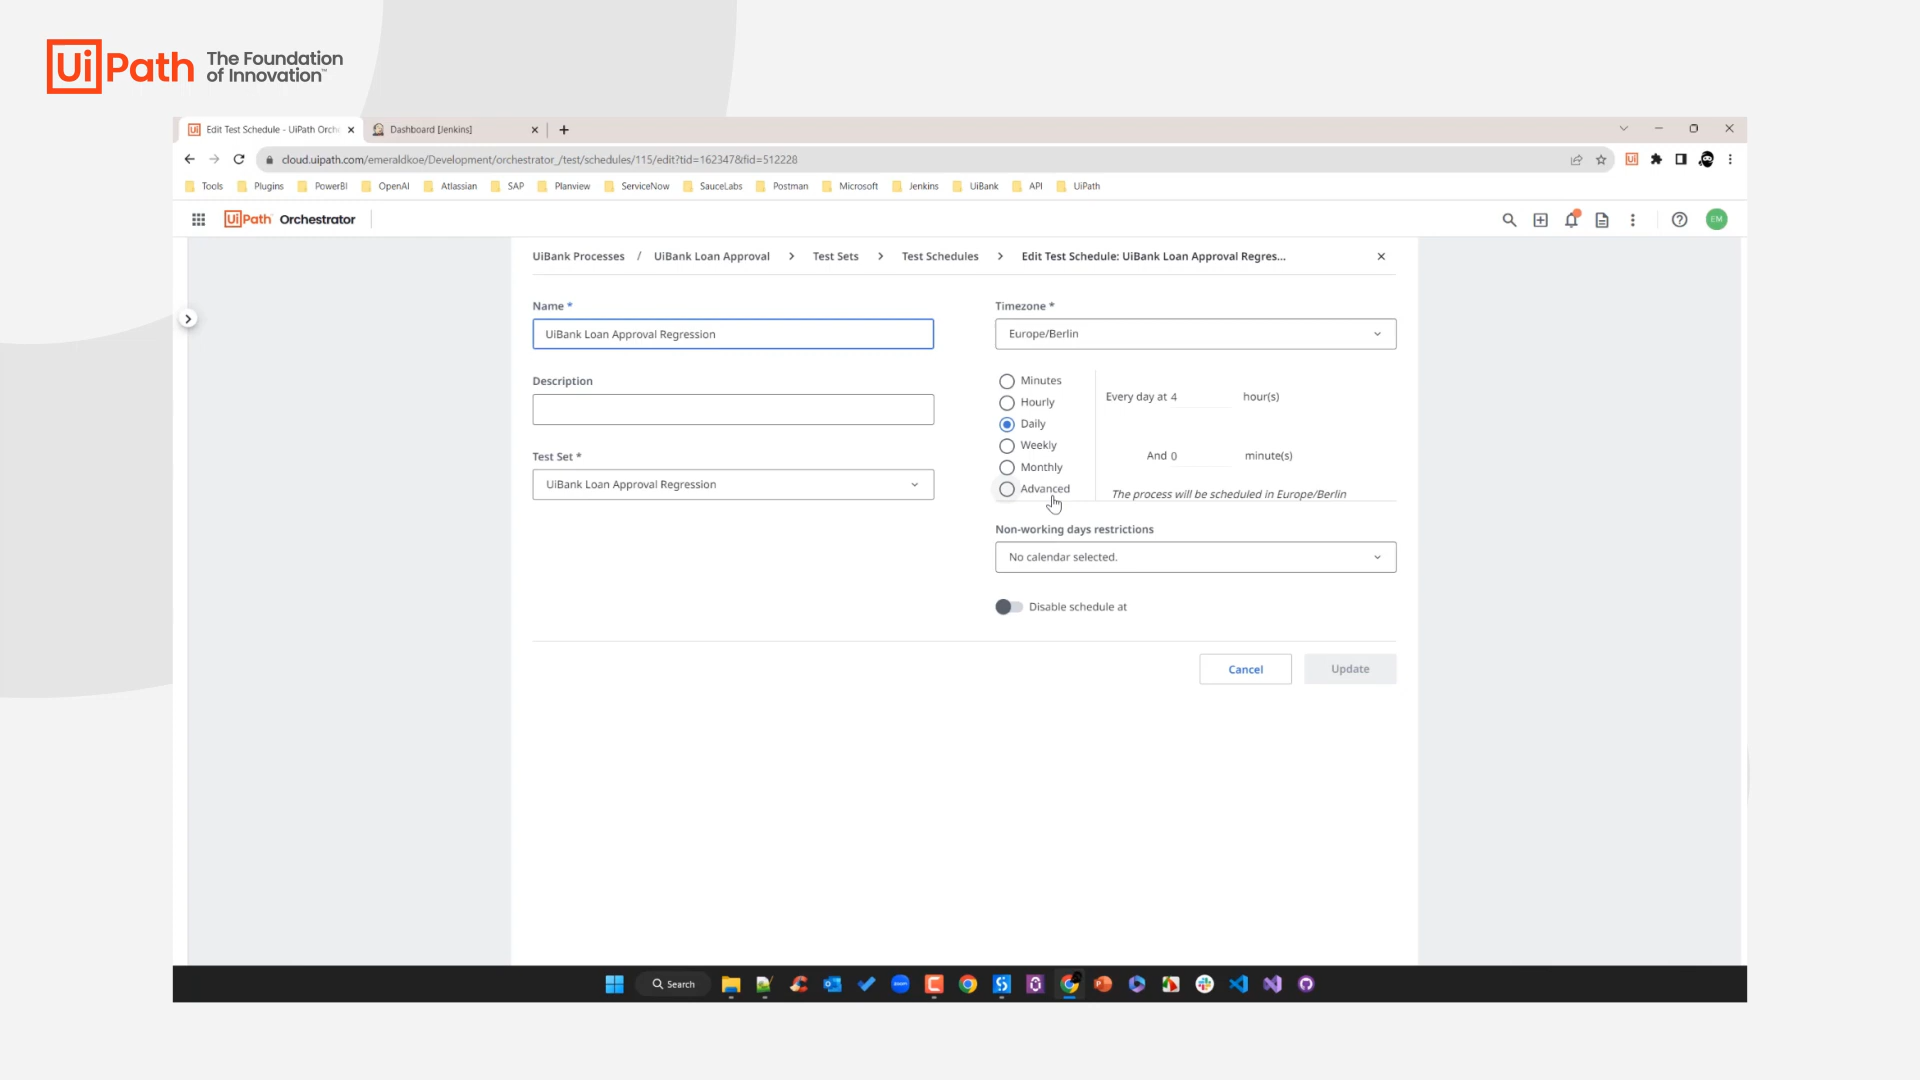 UiPath The Foundation
of Innovation™
Edit Test Schedule - UiPath Orch
Dashboard [Jenkins]
cloud.uipath.com/emeraldkoe/Development/orchestrator_/test/schedules/115/edit?tid=162347&fid=512228
Tools Plugins PowerBI OpenAI Atlassian SAP Planview ServiceNow SauceLabs Postman Microsoft Jenkins UiBank API UiPath
UiPath Orchestrator
EM
UiBank Processes / UiBank Loan Approval > Test Sets > Test Schedules > Edit Test Schedule: UiBank Loan Approval Regres...
Name *
UiBank Loan Approval Regression
Description
Test Set *
UiBank Loan Approval Regression
Timezone *
Europe/Berlin
Minutes
Hourly
Daily
Weekly
Monthly
Advanced
Every day at 4 hour(s)
And 0 minute(s)
The process will be scheduled in Europe/Berlin
Non-working days restrictions
No calendar selected.
Disable schedule at
Cancel
Update
Search